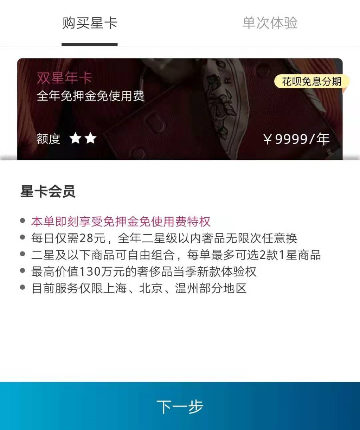 购买星卡
单次体验
双星年卡
花呗免息分期
全年免押金免使用费
额度 ★★
￥9999/年
星卡会员
本单即刻享受免押金免使用费特权
每日仅需28元，全年二星级以内奢品无限次任意换
二星及以下商品可自由组合，每单最多可选2款1星商品
最高价值130万元的奢侈品当季新款体验权
目前服务仅限上海、北京、温州部分地区
下一步